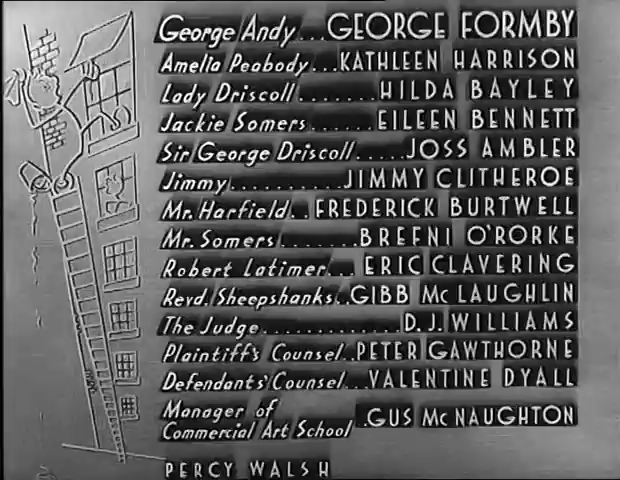 George Andy...GEORGE FORMBY
Amelia Peabody...KATHLEEN HARRISON
Lady Driscoll.......HILDA BAYLEY
Jackie Somers......EILEEN BENNETT
Sir George Driscoll.....JOSS AMBLER
Jimmy..........JIMMY CLITHEROE
Mr. Harfield..FREDERICK BURTWELL
Mr. Somers.......BREFNI O'RORKE
Robert Latimer...ERIC CLAVERING
Revd. Sheepshanks..GIBB McLAUGHLIN
The Judge.............D.J. WILLIAMS
Plaintiff's Counsel..PETER GAWTHORNE
Defendants' Counsel...VALENTINE DYALL
Manager of
Commercial Art School .GUS McNAUGHTON
PERCY WALSH